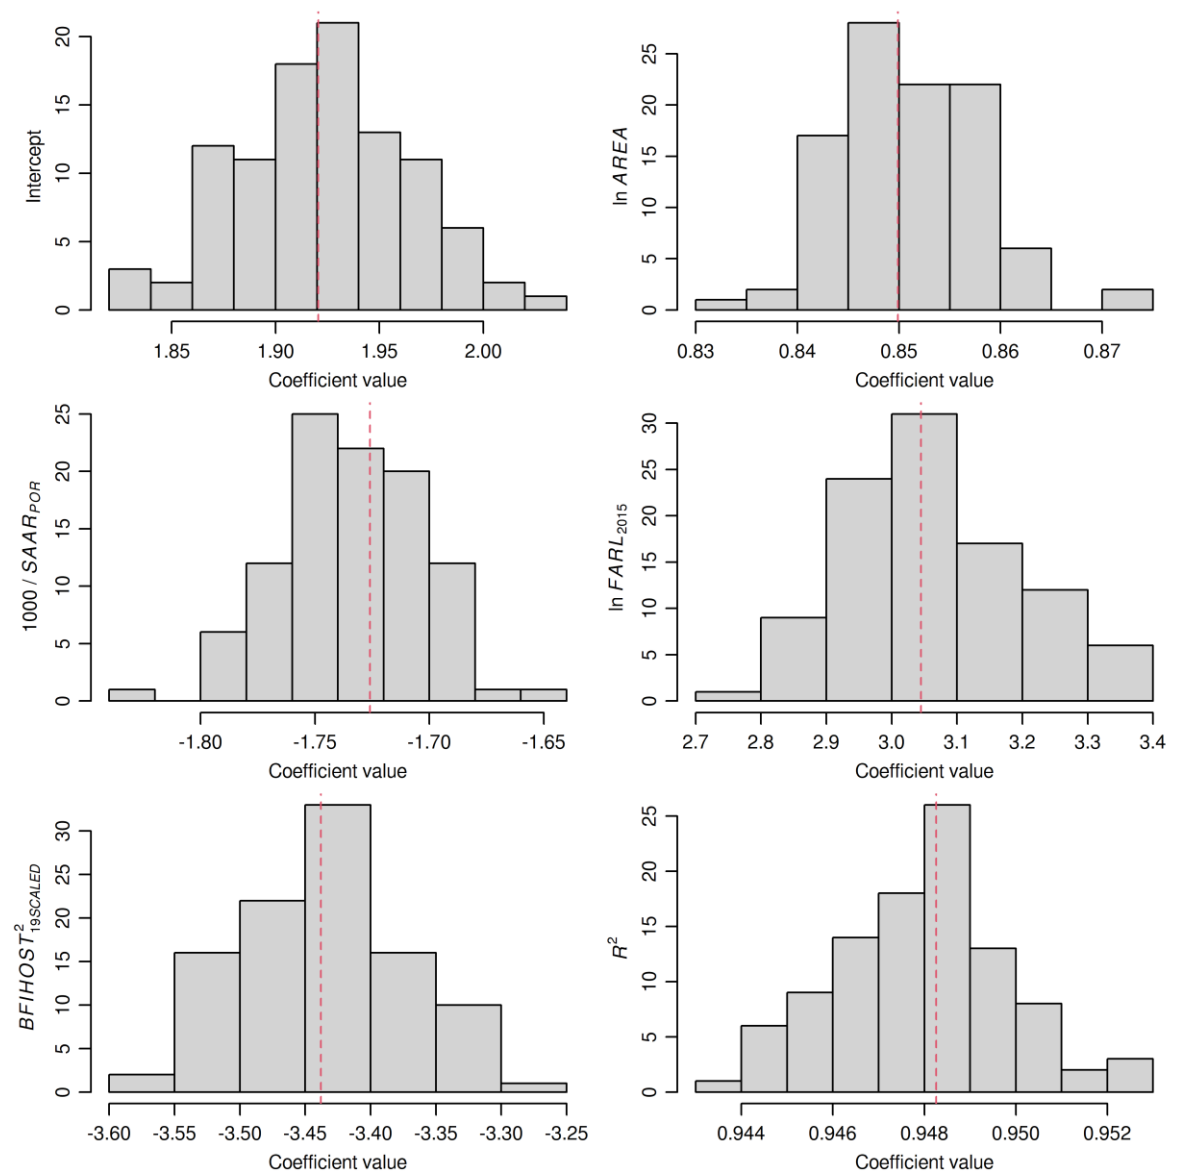 Intercept
20
15
10
5
0
1.85 1.90 1.95 2.00
Coefficient value
ln AREA
25
20
15
10
5
0
0.83 0.84 0.85 0.86 0.87
Coefficient value
1000 / SAAR_POR
25
20
15
10
5
0
-1.80 -1.75 -1.70 -1.65
Coefficient value
ln FARL_2015
30
25
20
15
10
5
0
2.7 2.8 2.9 3.0 3.1 3.2 3.3 3.4
Coefficient value
BFIHOST²_19SCALED
30
25
20
15
10
5
0
-3.60 -3.55 -3.50 -3.45 -3.40 -3.35 -3.30 -3.25
Coefficient value
R²
25
20
15
10
5
0
0.944 0.946 0.948 0.950 0.952
Coefficient value